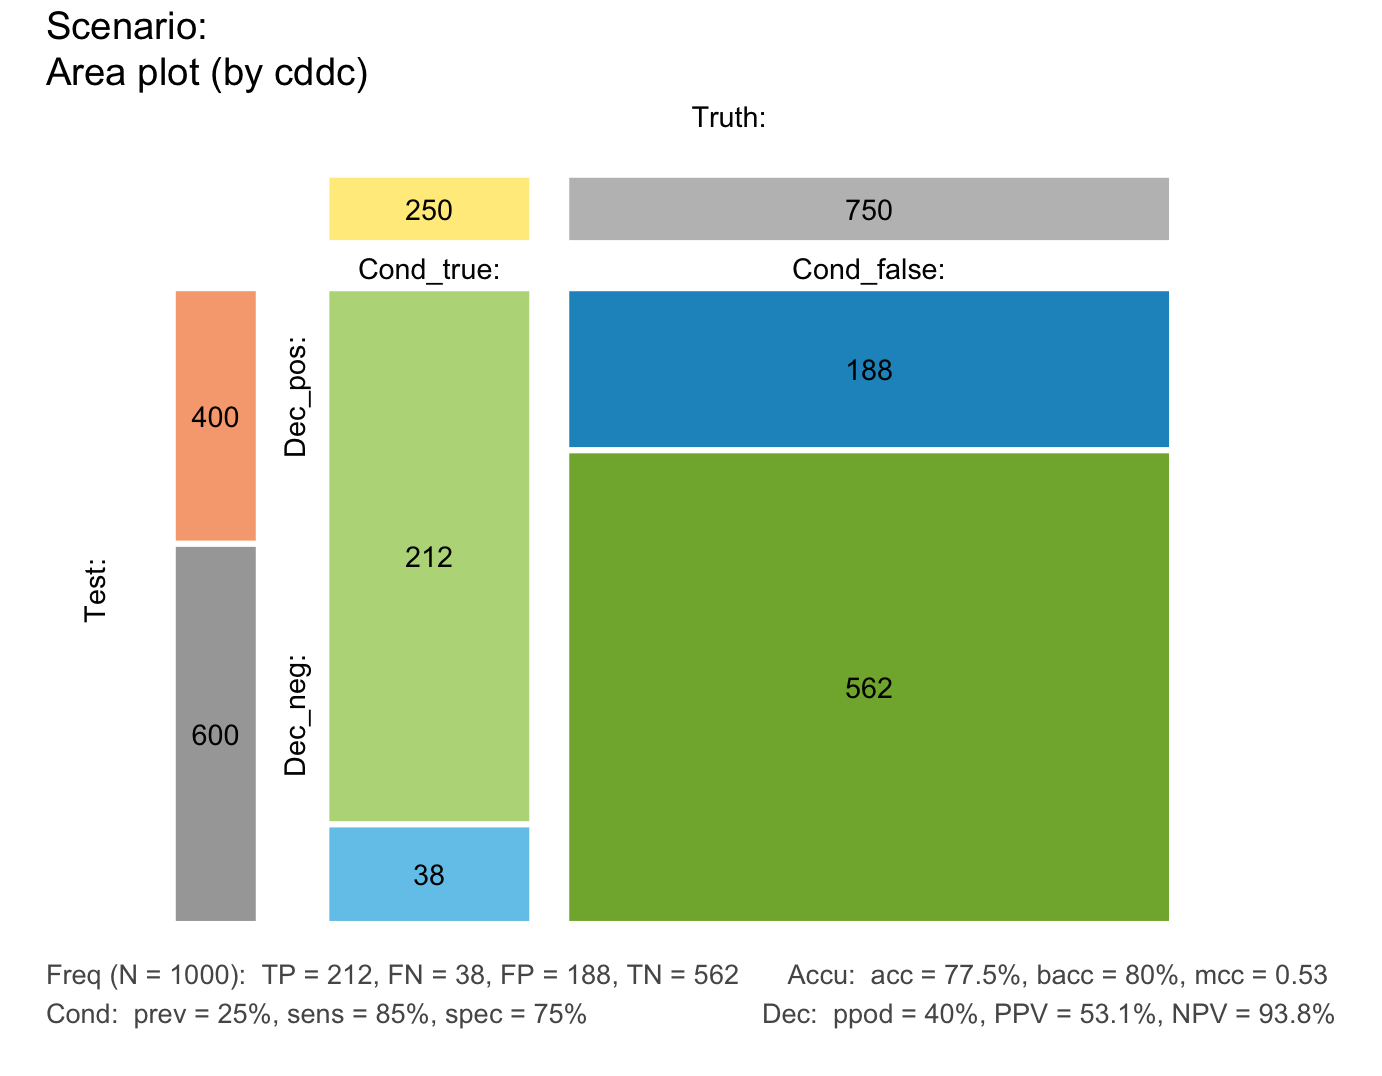 Scenario:
Area plot (by cddc)
Truth:
250
750
Cond_true:
Cond_false:
Test:
400
600
Dec_pos:
Dec_neg:
212
38
188
562
Freq (N = 1000):  TP = 212, FN = 38, FP = 188, TN = 562
Accu:  acc = 77.5%, bacc = 80%, mcc = 0.53
Cond:  prev = 25%, sens = 85%, spec = 75%
Dec:  ppod = 40%, PPV = 53.1%, NPV = 93.8%